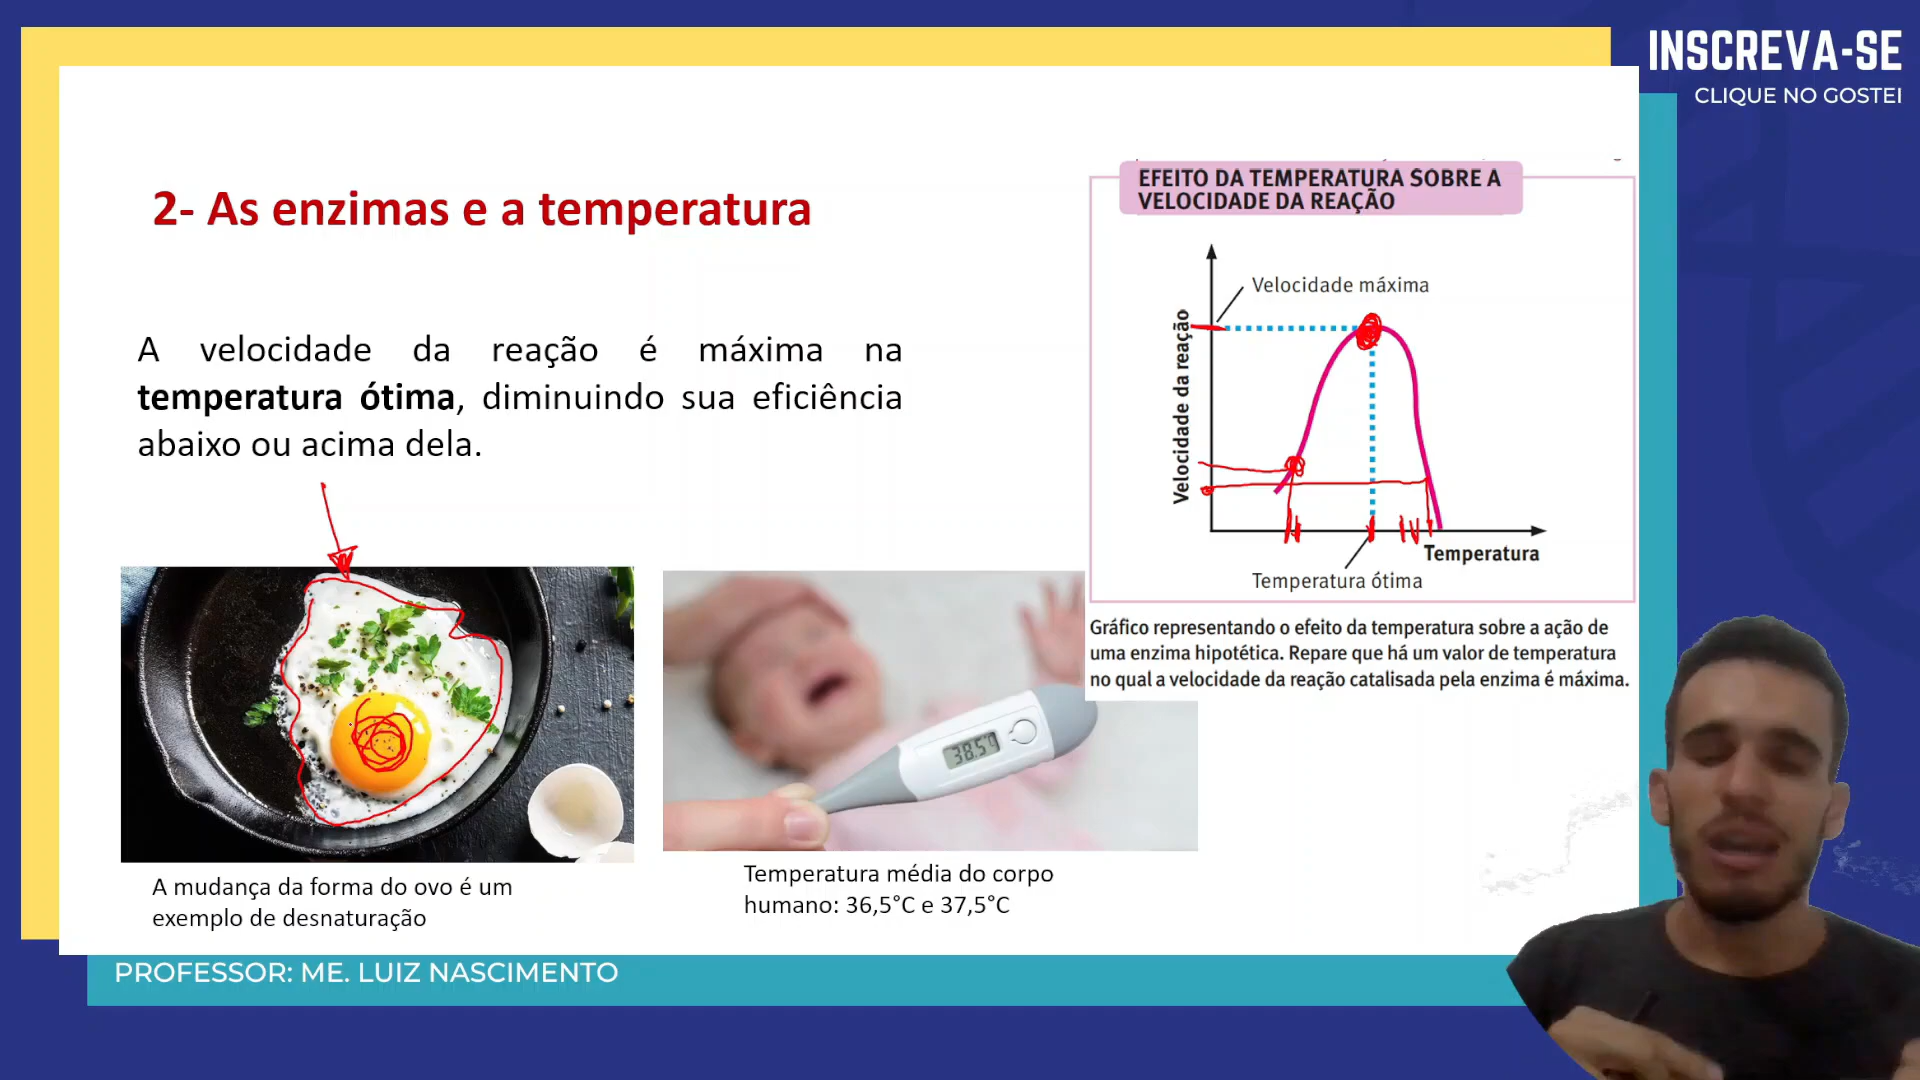 INSCREVA-SE
CLIQUE NO GOSTEI
2- As enzimas e a temperatura
A velocidade da reação é máxima na
temperatura ótima, diminuindo sua eficiência
abaixo ou acima dela.
EFEITO DA TEMPERATURA SOBRE A
VELOCIDADE DA REAÇÃO
Velocidade máxima
Velocidade da reação
Temperatura
Temperatura ótima
Gráfico representando o efeito da temperatura sobre a ação de
uma enzima hipotética. Repare que há um valor de temperatura
no qual a velocidade da reação catalisada pela enzima é máxima.
38.5°
A mudança da forma do ovo é um
exemplo de desnaturação
Temperatura média do corpo
humano: 36,5°C e 37,5°C
PROFESSOR: ME. LUIZ NASCIMENTO